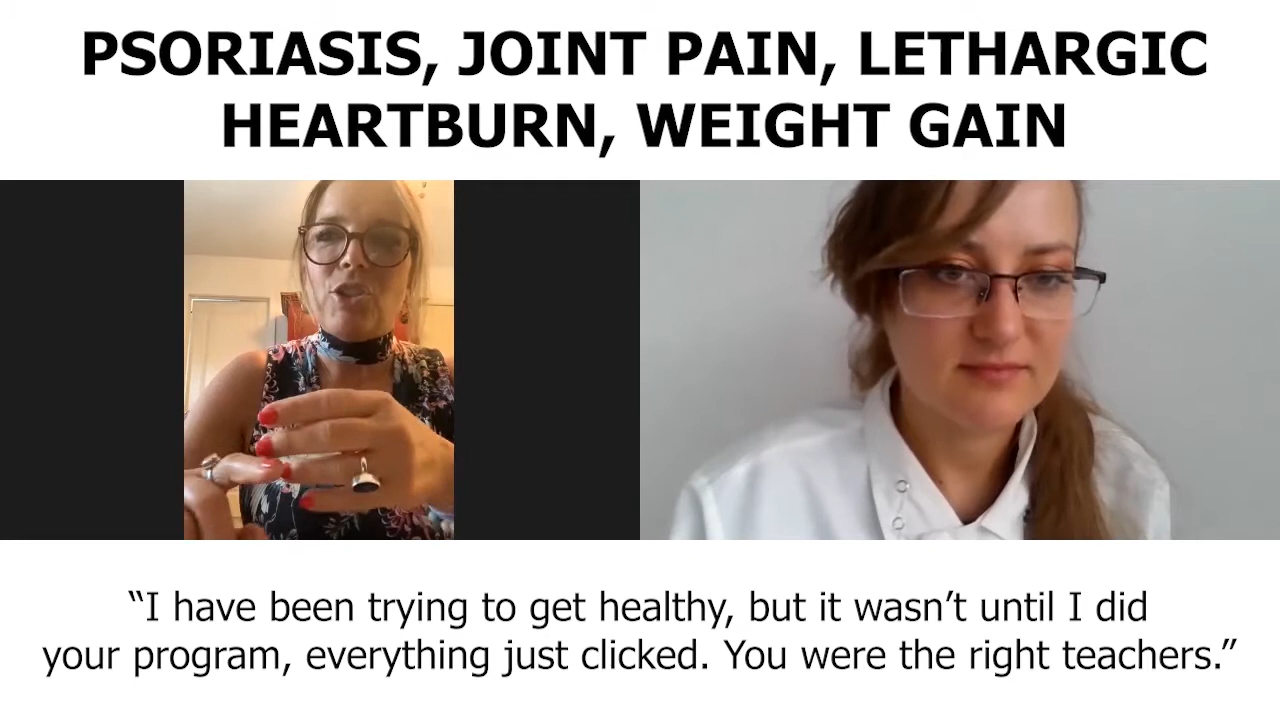 PSORIASIS, JOINT PAIN, LETHARGIC
HEARTBURN, WEIGHT GAIN
“I have been trying to get healthy, but it wasn’t until I did
your program, everything just clicked. You were the right teachers.”